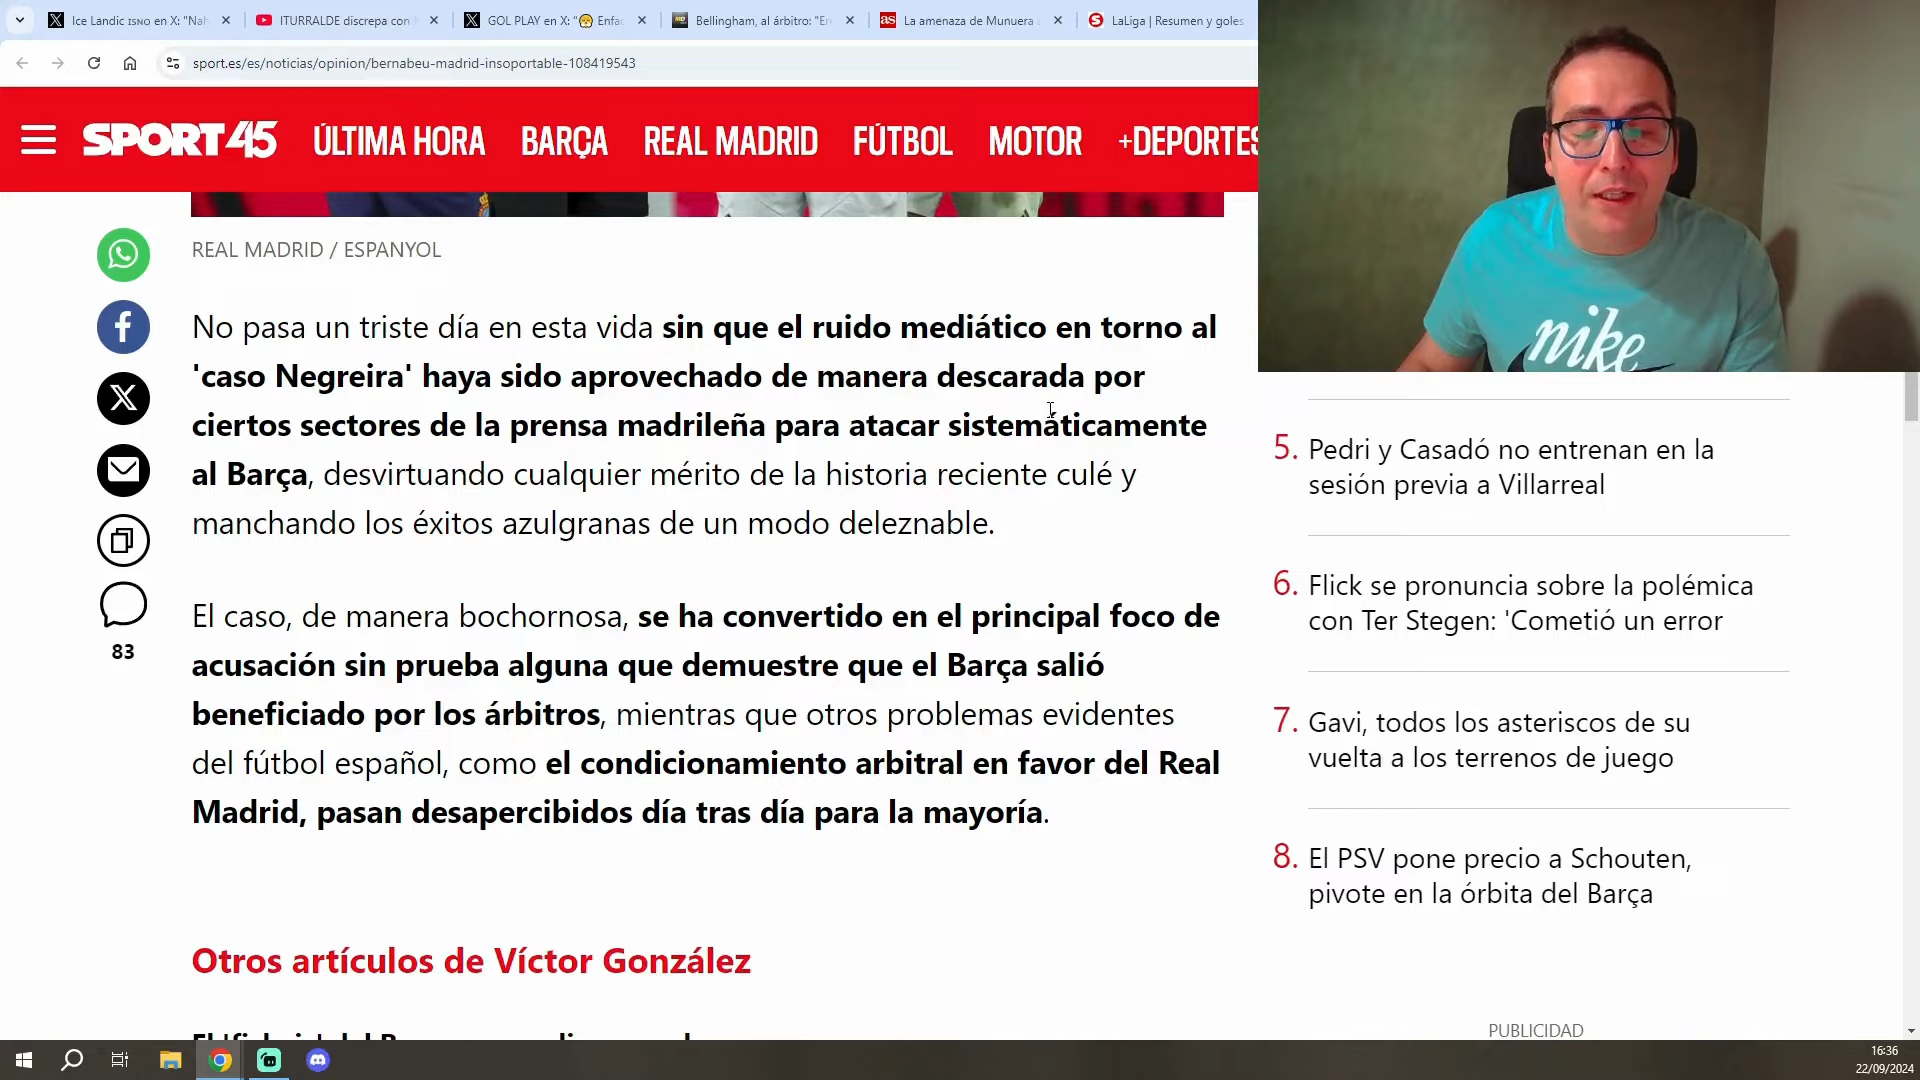 Ice Landic ɪsɴᴏ en X: "Nah
ITURRALDE discrepa con
GOL PLAY en X: "😡 Enfad
Bellingham, al árbitro: "En
La amenaza de Munuera
LaLiga | Resumen y goles
sport.es/es/noticias/opinion/bernabeu-madrid-insoportable-108419543
SPORT 45 ÚLTIMA HORA BARÇA REAL MADRID FÚTBOL MOTOR +DEPORTES
REAL MADRID / ESPANYOL
No pasa un triste día en esta vida sin que el ruido mediático en torno al
'caso Negreira' haya sido aprovechado de manera descarada por
ciertos sectores de la prensa madrileña para atacar sistemáticamente
al Barça, desvirtuando cualquier mérito de la historia reciente culé y
manchando los éxitos azulgranas de un modo deleznable.
El caso, de manera bochornosa, se ha convertido en el principal foco de
acusación sin prueba alguna que demuestre que el Barça salió
beneficiado por los árbitros, mientras que otros problemas evidentes
del fútbol español, como el condicionamiento arbitral en favor del Real
Madrid, pasan desapercibidos día tras día para la mayoría.
83
Otros artículos de Víctor González
nike
5. Pedri y Casadó no entrenan en la
sesión previa a Villarreal
6. Flick se pronuncia sobre la polémica
con Ter Stegen: 'Cometió un error
7. Gavi, todos los asteriscos de su
vuelta a los terrenos de juego
8. El PSV pone precio a Schouten,
pivote en la órbita del Barça
PUBLICIDAD
16:36
22/09/2024